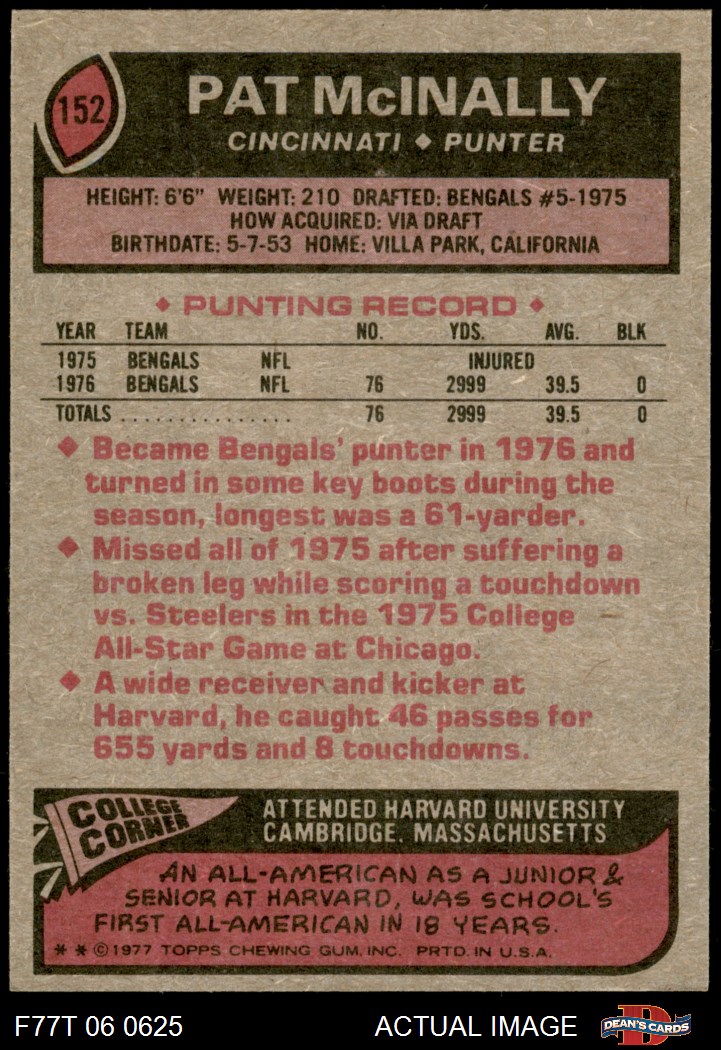 152
PAT McINALLY
CINCINNATI ◆ PUNTER
HEIGHT: 6'6" WEIGHT: 210 DRAFTED: BENGALS #5-1975
HOW ACQUIRED: VIA DRAFT
BIRTHDATE: 5-7-53 HOME: VILLA PARK, CALIFORNIA
◆ PUNTING RECORD ◆
YEAR TEAM NO. YDS. AVG. BLK
1975 BENGALS NFL INJURED
1976 BENGALS NFL 76 2999 39.5 0
TOTALS ................ 76 2999 39.5 0
◆ Became Bengals' punter in 1976 and
turned in some key boots during the
season, longest was a 61-yarder.
◆ Missed all of 1975 after suffering a
broken leg while scoring a touchdown
vs. Steelers in the 1975 College
All-Star Game at Chicago.
◆ A wide receiver and kicker at
Harvard, he caught 46 passes for
655 yards and 8 touchdowns.
COLLEGE
CORNER
ATTENDED HARVARD UNIVERSITY
CAMBRIDGE, MASSACHUSETTS
AN ALL-AMERICAN AS A JUNIOR &
SENIOR AT HARVARD, WAS SCHOOL'S
FIRST ALL-AMERICAN IN 18 YEARS.
* * © 1977 TOPPS CHEWING GUM, INC. PRTD. IN U.S.A.
F77T 06 0625
ACTUAL IMAGE
D
DEAN'S CARDS